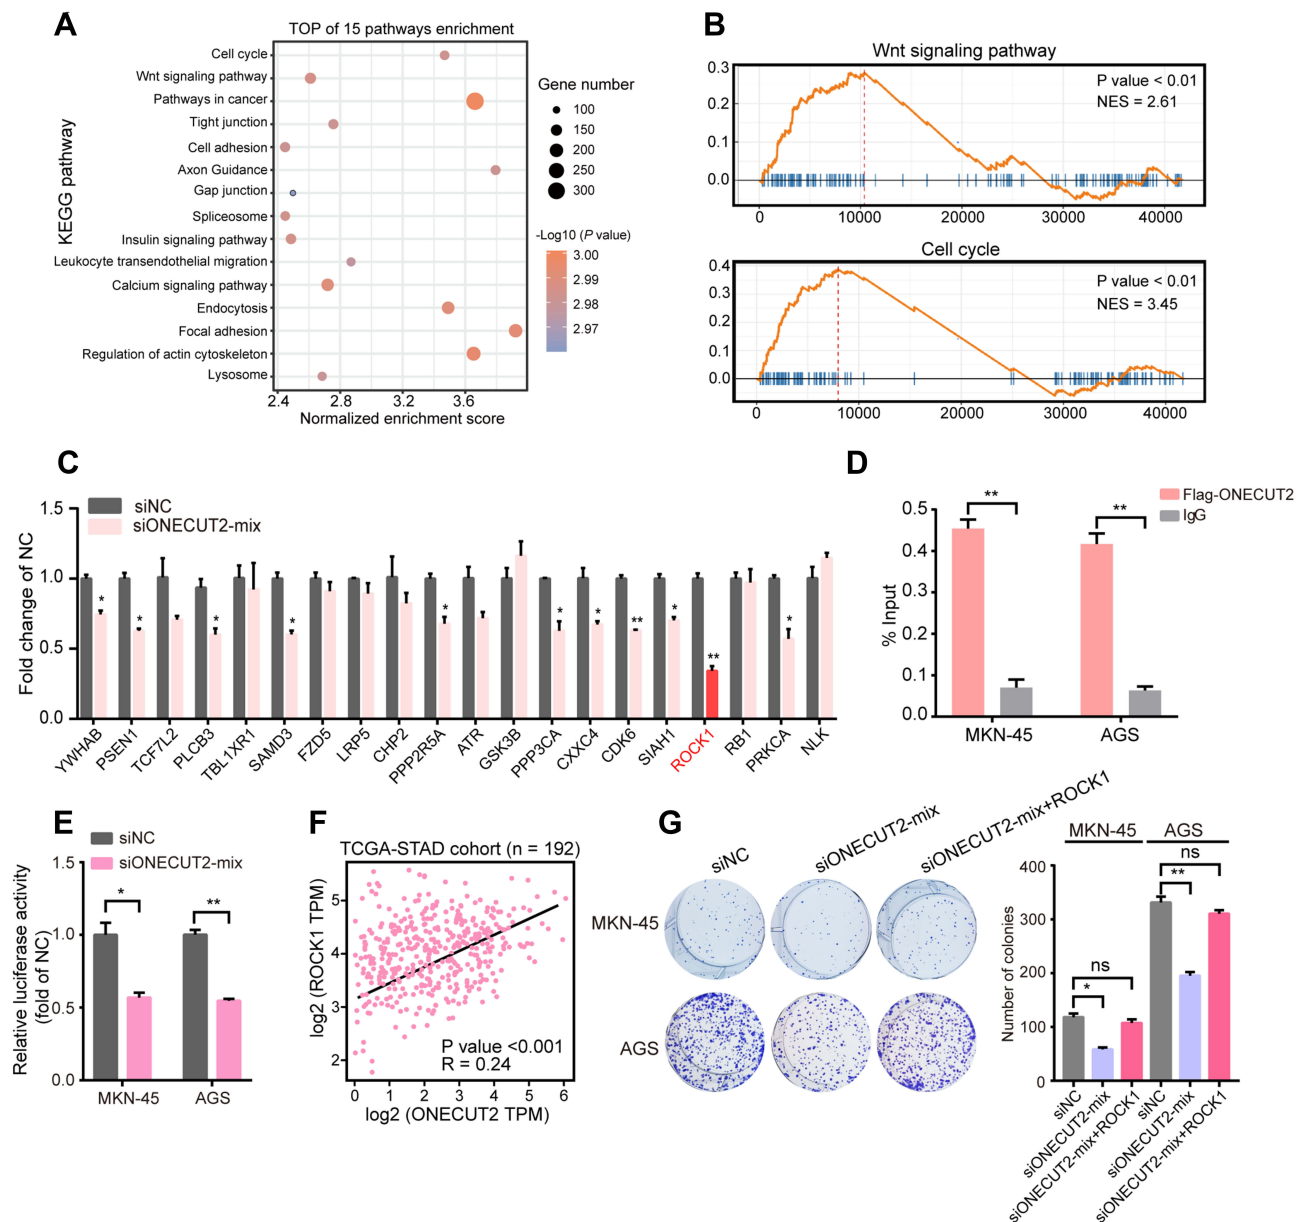 A
TOP of 15 pathways enrichment
KEGG pathway
Cell cycle
Wnt signaling pathway
Pathways in cancer
Tight junction
Cell adhesion
Axon Guidance
Gap junction
Spliceosome
Insulin signaling pathway
Leukocyte transendothelial migration
Calcium signaling pathway
Endocytosis
Focal adhesion
Regulation of actin cytoskeleton
Lysosome
2.4 2.8 3.2 3.6
Normalized enrichment score
Gene number
100
150
200
250
300
-Log10 (P value)
3.00
2.99
2.98
2.97
B
Wnt signaling pathway
P value < 0.01
NES = 2.61
0.3
0.2
0.1
0.0
0 10000 20000 30000 40000
Cell cycle
P value < 0.01
NES = 3.45
0.4
0.3
0.2
0.1
0.0
0 10000 20000 30000 40000
C
siNC
siONECUT2-mix
Fold change of NC
1.5
1.0
0.5
0.0
* * * * * * * ** * ** *
YWHAB PSEN1 TCF7L2 PLCB3 TBL1XR1 SAMD3 FZD5 LRP5 CHP2 PPP2R5A ATR GSK3B PPP3CA CXXC4 CDK6 SIAH1 ROCK1 RB1 PRKCA NLK
D
Flag-ONECUT2
IgG
% Input
0.5
0.4
0.2
0.2
0.1
0.0
** **
MKN-45 AGS
E
siNC
siONECUT2-mix
Relative luciferase activity
(fold of NC)
1.5
1.0
0.5
0.0
* **
MKN-45 AGS
F
TCGA-STAD cohort (n = 192)
log2 (ROCK1 TPM)
5
4
3
2
P value <0.001
R = 0.24
0 1 2 3 4 5 6
log2 (ONECUT2 TPM)
G
siNC siONECUT2-mix siONECUT2-mix+ROCK1
MKN-45
AGS
MKN-45 AGS
Number of colonies
400
300
200
100
0
ns
*
ns
**
siNC
siONECUT2-mix
siONECUT2-mix+ROCK1
siNC
siONECUT2-mix
siONECUT2-mix+ROCK1